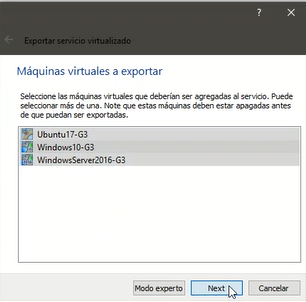 ?
Exportar servicio virtualizado
Máquinas virtuales a exportar
Seleccione las máquinas virtuales que deberían ser agregadas al servicio. Puede
seleccionar más de una. Note que estas máquinas deben estar apagadas antes
de que puedan ser exportadas.
Ubuntu17-G3
Windows10-G3
WindowsServer2016-G3
Modo experto Next Cancelar